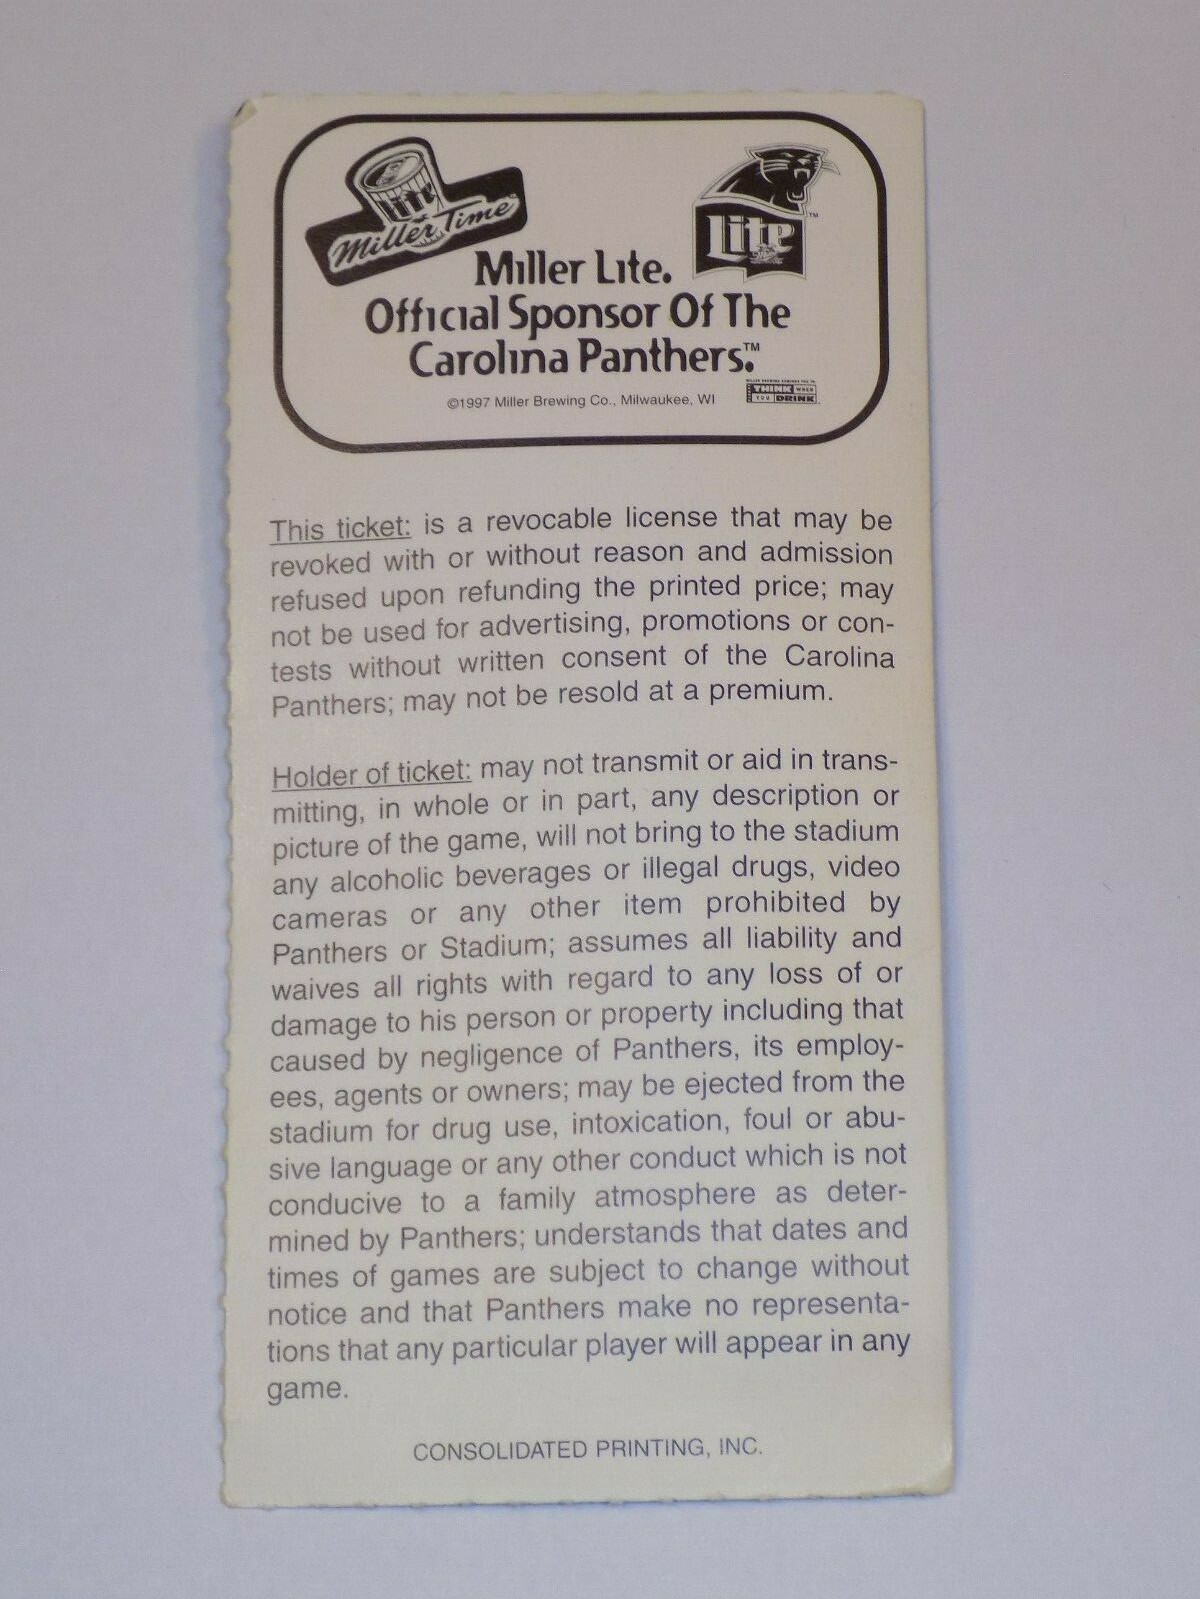 Lite
Miller Time
Lite
Miller Lite.
Official Sponsor Of The
Carolina Panthers.™
©1997 Miller Brewing Co., Milwaukee, WI
THINK WHEN
YOU DRINK
This ticket: is a revocable license that may be
revoked with or without reason and admission
refused upon refunding the printed price; may
not be used for advertising, promotions or con-
tests without written consent of the Carolina
Panthers; may not be resold at a premium.
Holder of ticket: may not transmit or aid in trans-
mitting, in whole or in part, any description or
picture of the game, will not bring to the stadium
any alcoholic beverages or illegal drugs, video
cameras or any other item prohibited by
Panthers or Stadium; assumes all liability and
waives all rights with regard to any loss of or
damage to his person or property including that
caused by negligence of Panthers, its employ-
ees, agents or owners; may be ejected from the
stadium for drug use, intoxication, foul or abu-
sive language or any other conduct which is not
conducive to a family atmosphere as deter-
mined by Panthers; understands that dates and
times of games are subject to change without
notice and that Panthers make no representa-
tions that any particular player will appear in any
game.
CONSOLIDATED PRINTING, INC.